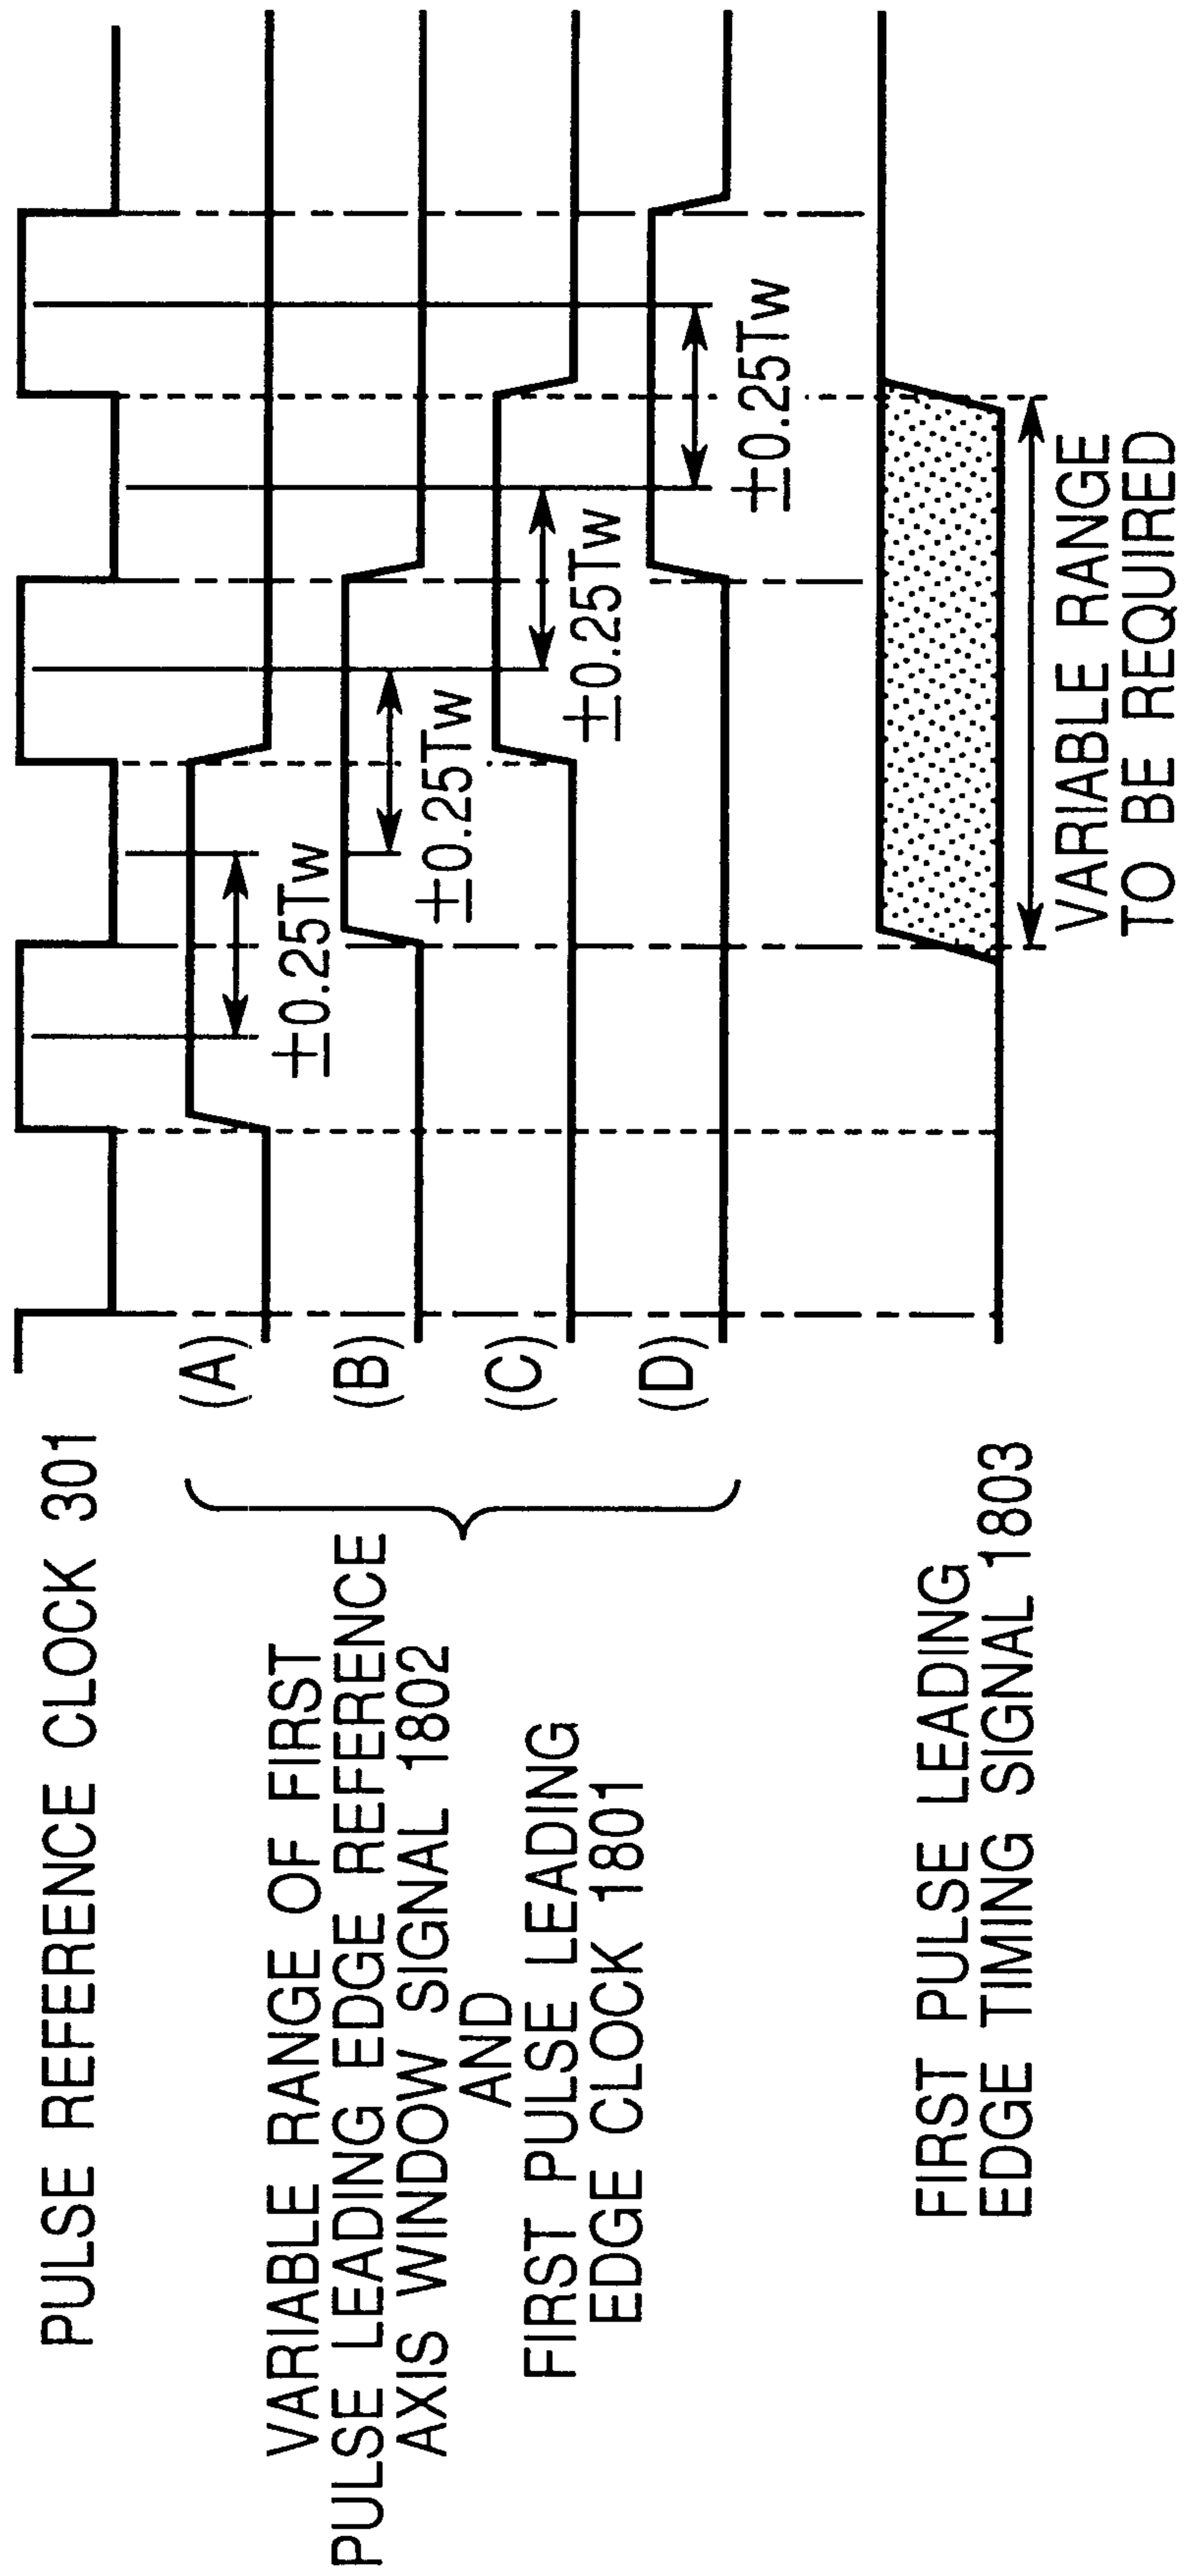 PULSE REFERENCE CLOCK 301
VARIABLE RANGE OF FIRST
PULSE LEADING EDGE REFERENCE
AXIS WINDOW SIGNAL 1802
AND
FIRST PULSE LEADING
EDGE CLOCK 1801
(A)
±0.25Tw
(B)
±0.25Tw
(C)
±0.25Tw
(D)
±0.25Tw
FIRST PULSE LEADING
EDGE TIMING SIGNAL 1803
VARIABLE RANGE
TO BE REQUIRED